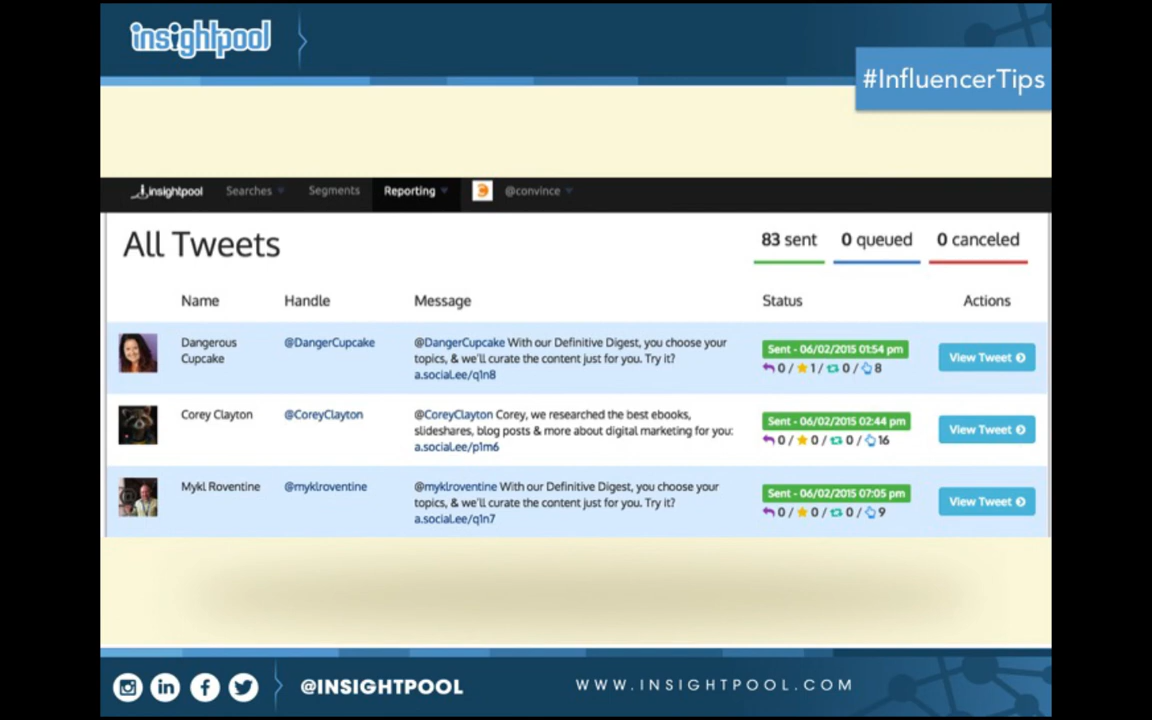 insightpool
#InfluencerTips
insightpool Searches Segments Reporting @convince
All Tweets
83 sent 0 queued 0 canceled
Name Handle Message Status Actions
Dangerous Cupcake
@DangerCupcake
@DangerCupcake With our Definitive Digest, you choose your
topics, & we'll curate the content just for you. Try it?
a.social.ee/q1n8
Sent - 06/02/2015 01:54 pm
0 / 1 / 0 / 8
View Tweet
Corey Clayton
@CoreyClayton
@CoreyClayton Corey, we researched the best ebooks,
slideshares, blog posts & more about digital marketing for you:
a.social.ee/p1m6
Sent - 06/02/2015 02:44 pm
0 / 0 / 0 / 16
View Tweet
Mykl Roventine
@myklroventine
@myklroventine With our Definitive Digest, you choose your
topics, & we'll curate the content just for you. Try it?
a.social.ee/q1n7
Sent - 06/02/2015 07:05 pm
0 / 0 / 0 / 9
View Tweet
@INSIGHTPOOL
WWW.INSIGHTPOOL.COM